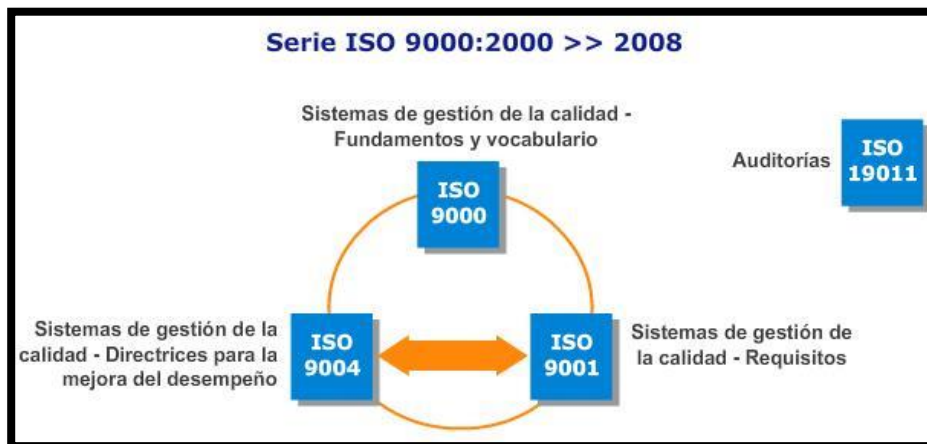 Serie ISO 9000:2000 >> 2008
Sistemas de gestión de la calidad -
Fundamentos y vocabulario
ISO
9000
Auditorías
ISO
19011
Sistemas de gestión de la
calidad - Directrices para la
mejora del desempeño
ISO
9004
ISO
9001
Sistemas de gestión de
la calidad - Requisitos